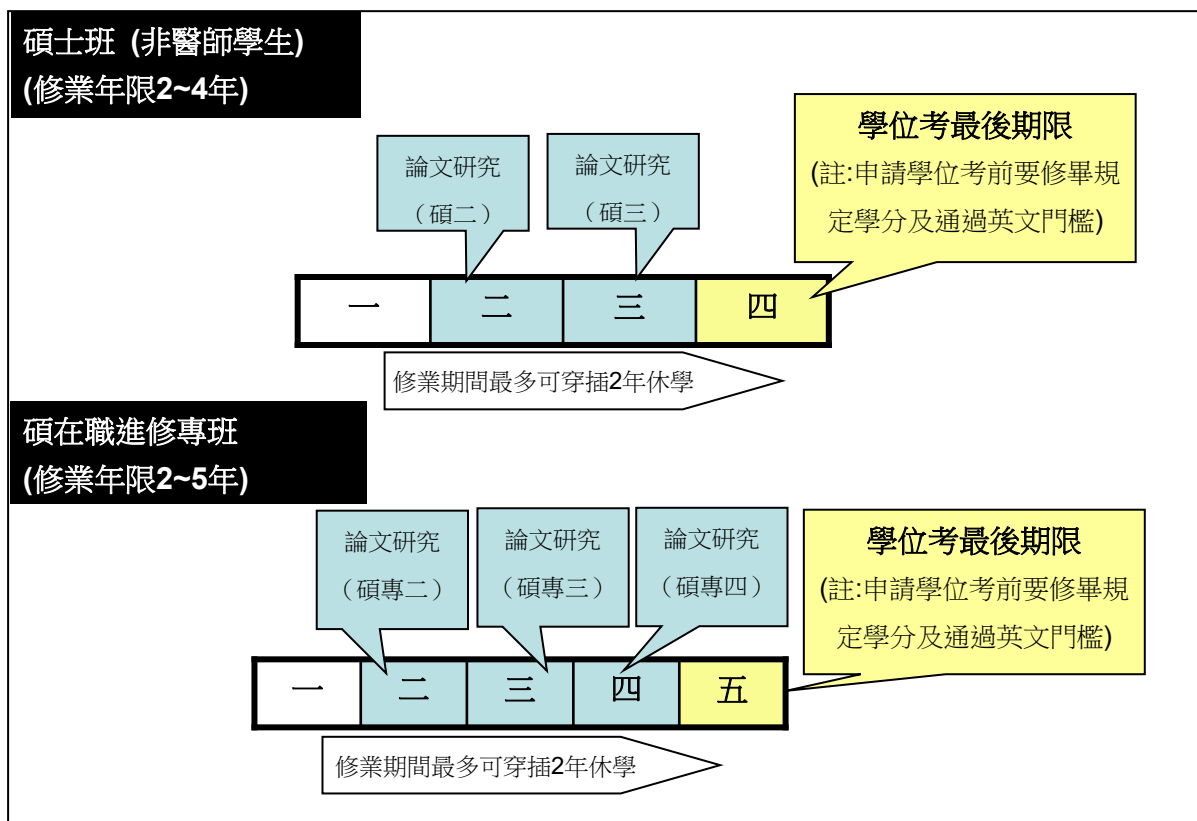 碩士班 (非醫師學生)
(修業年限2~4年)
學位考最後期限
(註:申請學位考前要修畢規
定學分及通過英文門檻)
論文研究
（碩二）
論文研究
（碩三）
一 二 三 四
修業期間最多可穿插2年休學
碩在職進修專班
(修業年限2~5年)
論文研究
（碩專二）
論文研究
（碩專三）
論文研究
（碩專四）
學位考最後期限
(註:申請學位考前要修畢規
定學分及通過英文門檻)
一 二 三 四 五
修業期間最多可穿插2年休學